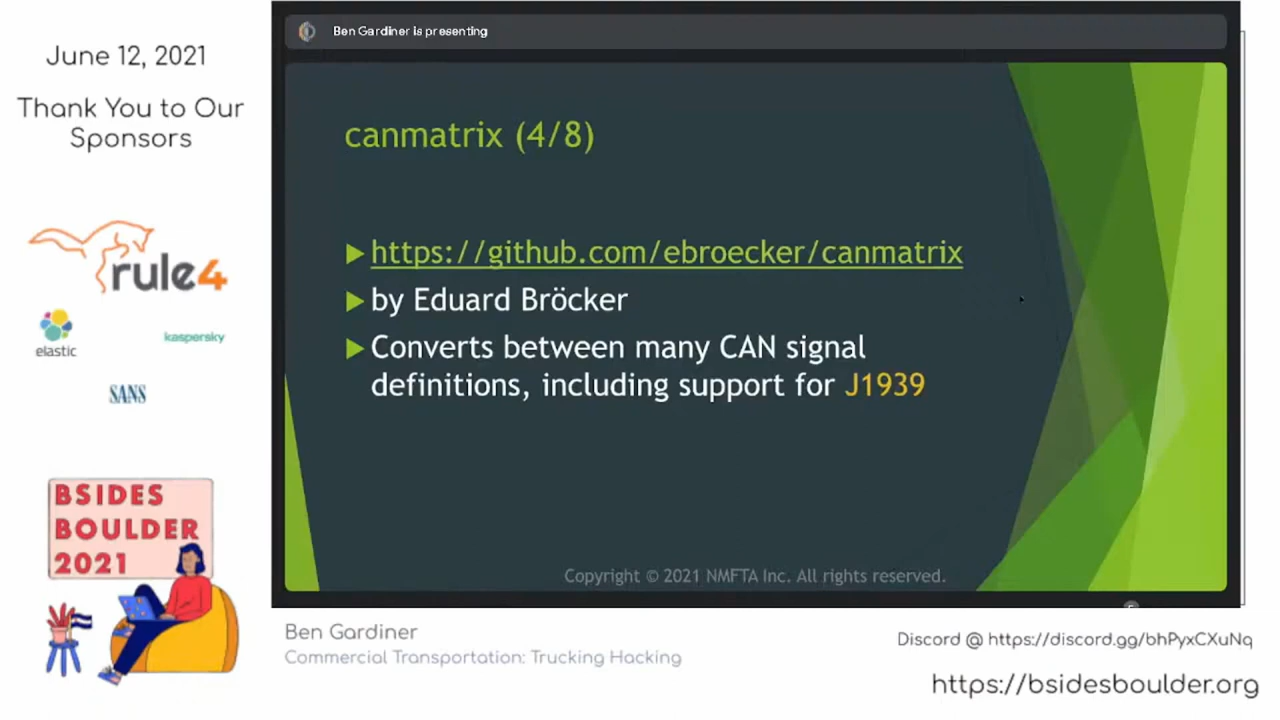 June 12, 2021
Thank You to Our
Sponsors
rule4
elastic
kaspersky
SANS
BSIDES
BOULDER
2021
Ben Gardiner is presenting
canmatrix (4/8)
https://github.com/ebroecker/canmatrix
by Eduard Bröcker
Converts between many CAN signal
definitions, including support for J1939
Copyright © 2021 NMFTA Inc. All rights reserved.
Ben Gardiner
Commercial Transportation: Trucking Hacking
Discord @ https://discord.gg/bhPyxCXuNq
https://bsidesboulder.org